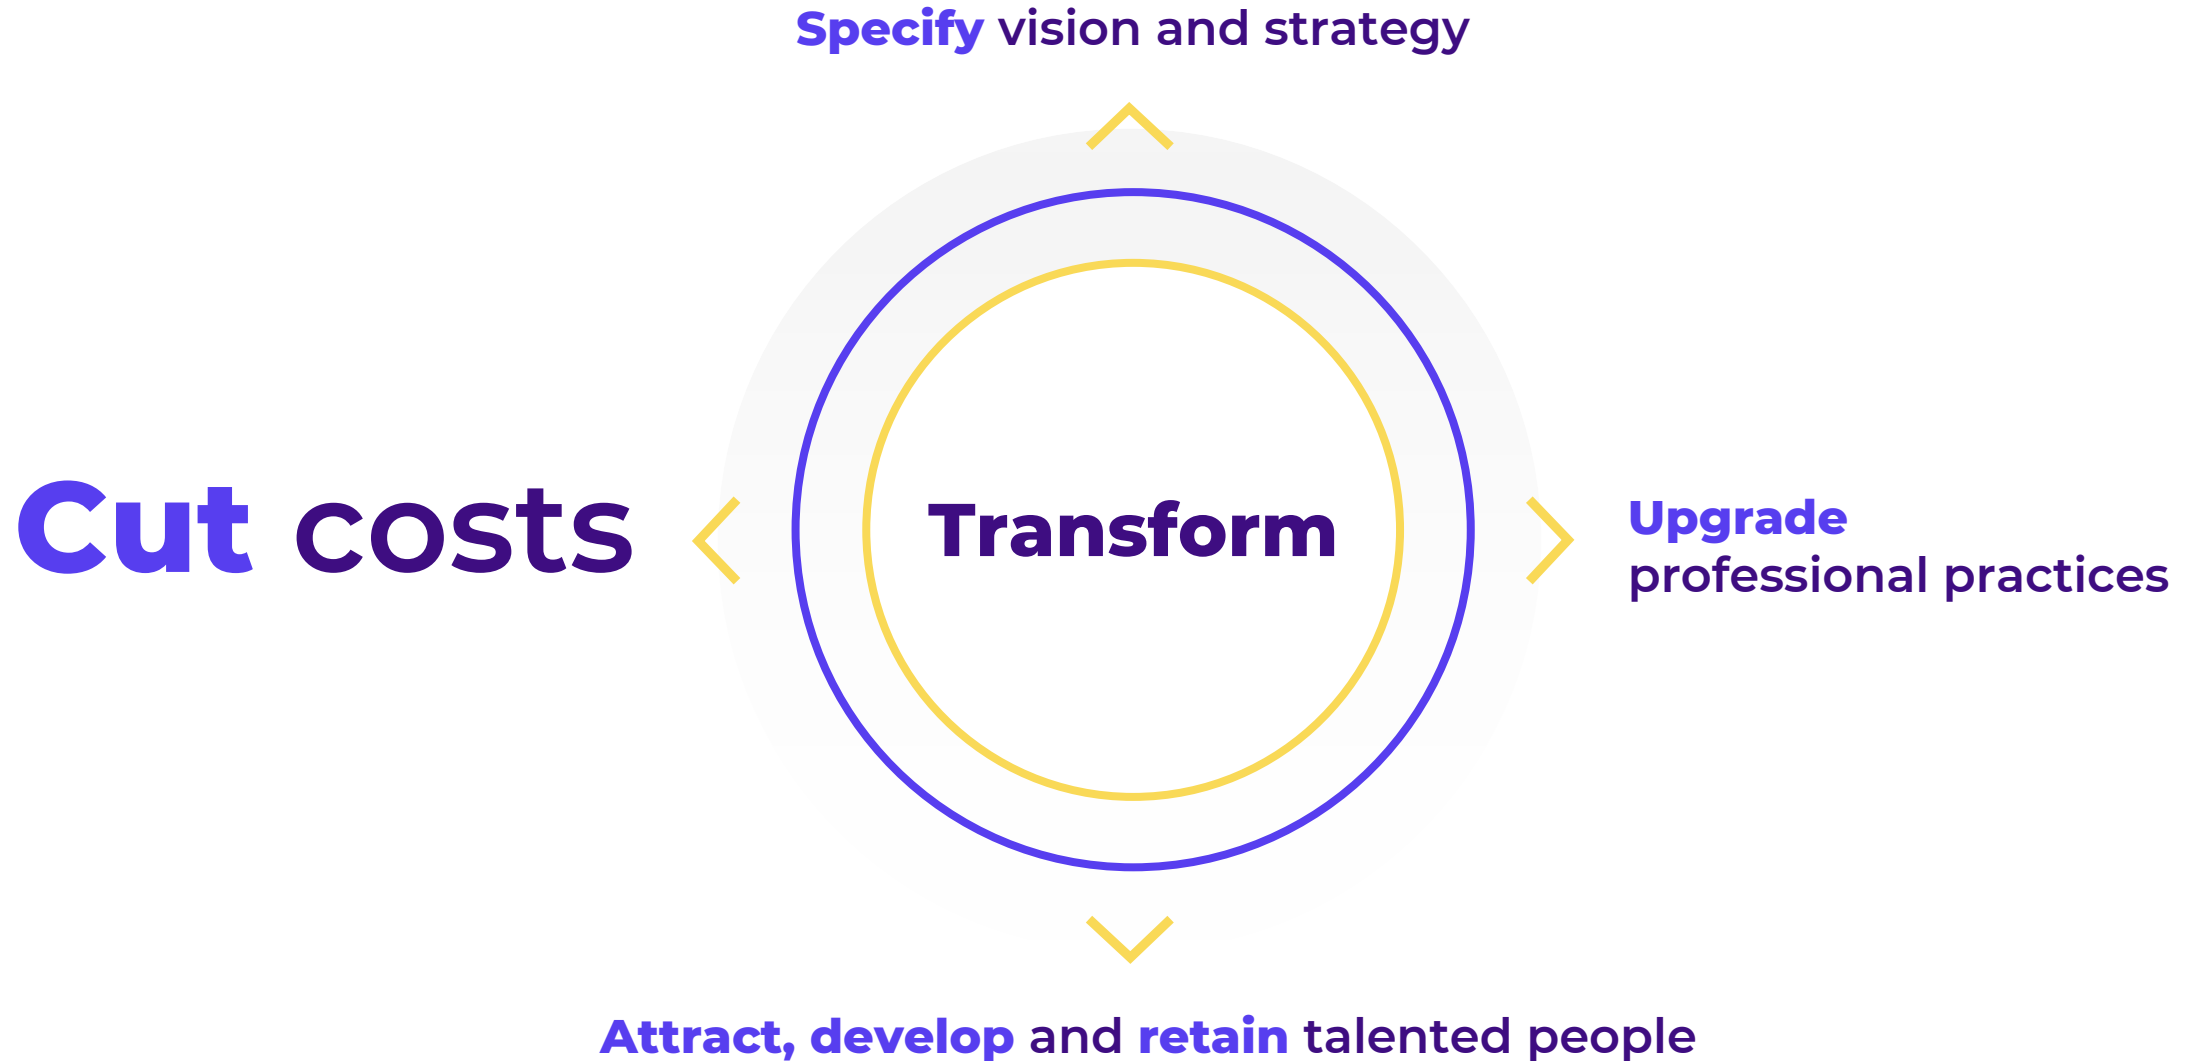 Specify vision and strategy
Cut costs
Transform
Upgrade
professional practices
Attract, develop and retain talented people